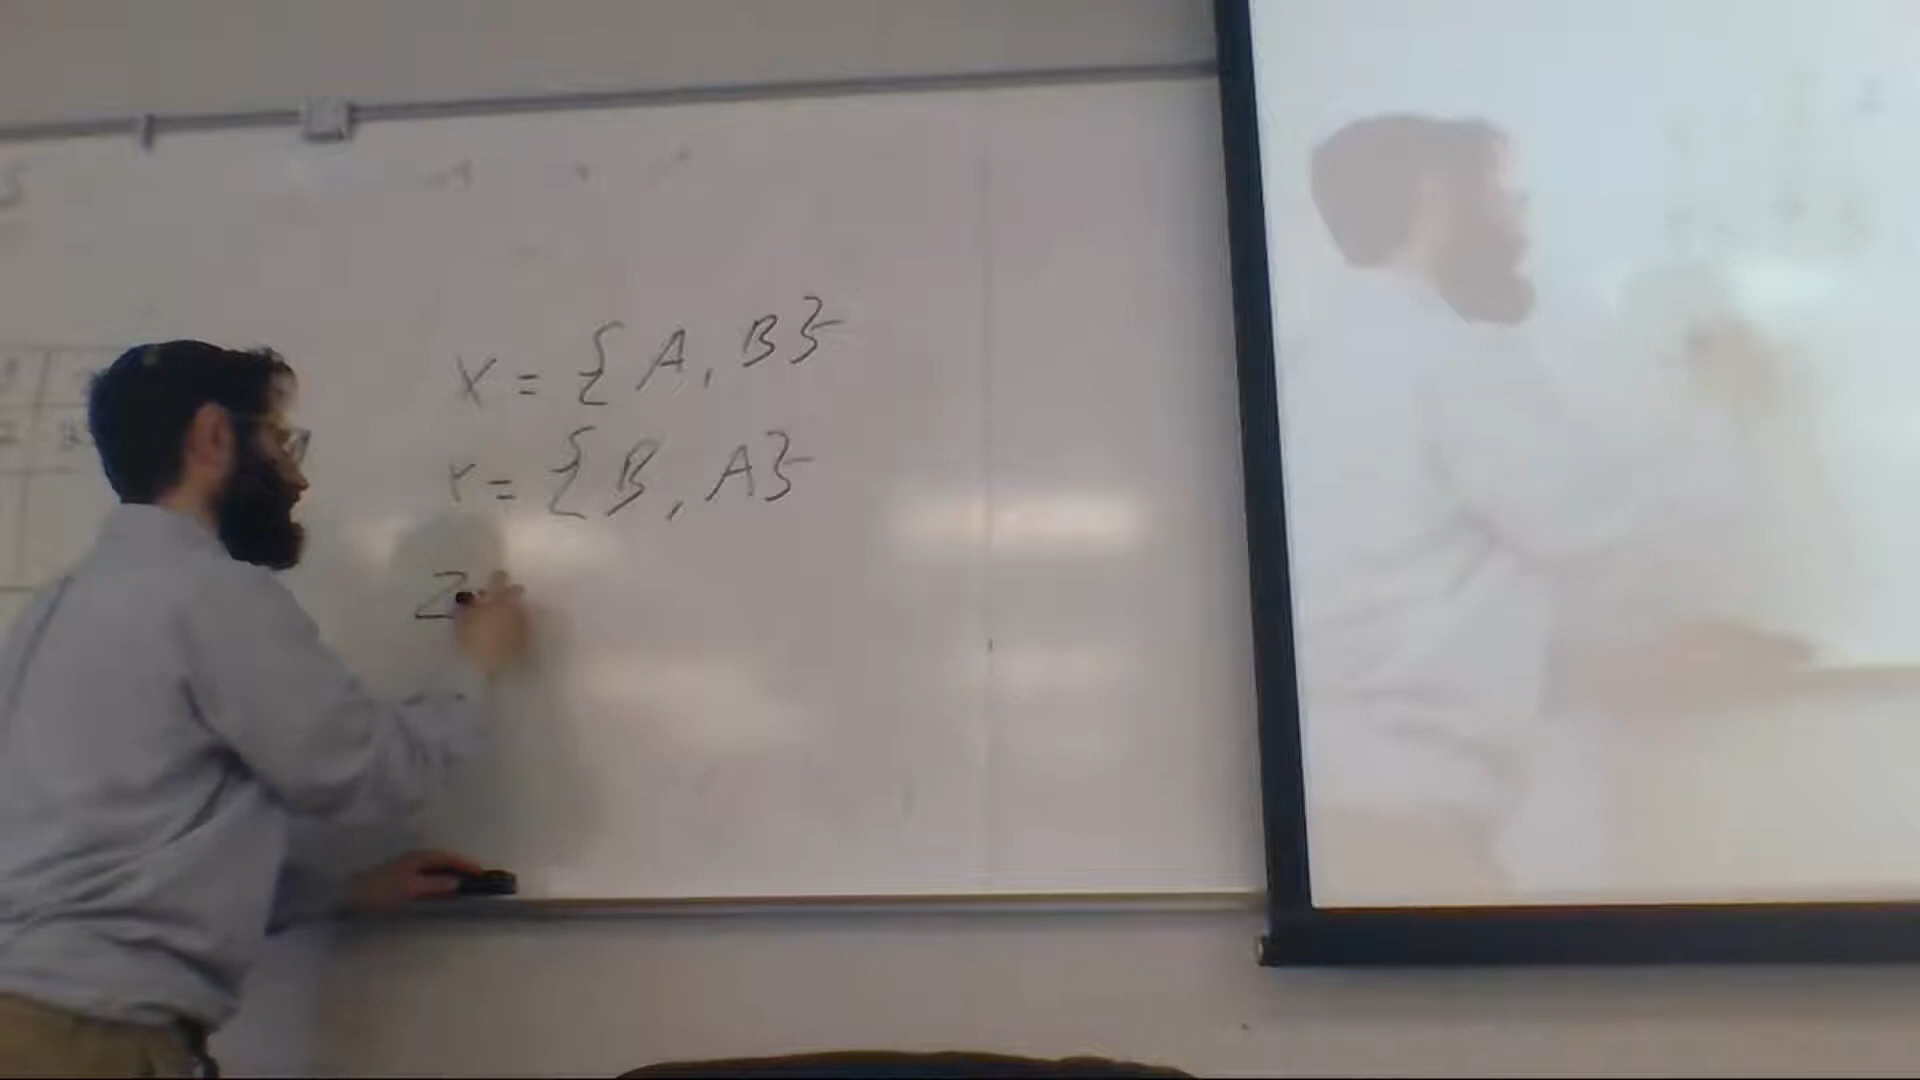 X = {A, B}
Y = {B, A}
Z